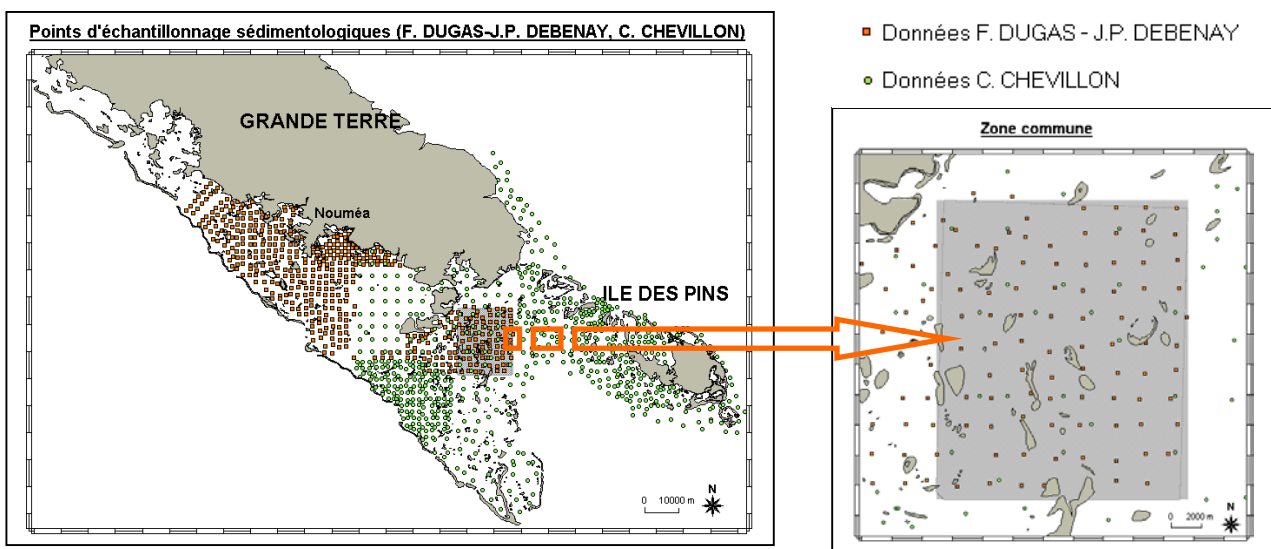 Points d'échantillonnage sédimentologiques (F. DUGAS-J.P. DEBENAY, C. CHEVILLON)
GRANDE TERRE
Nouméa
ILE DES PINS
0 10000 m
N
Données F. DUGAS - J.P. DEBENAY
Données C. CHEVILLON
Zone commune
0 2000 m
N